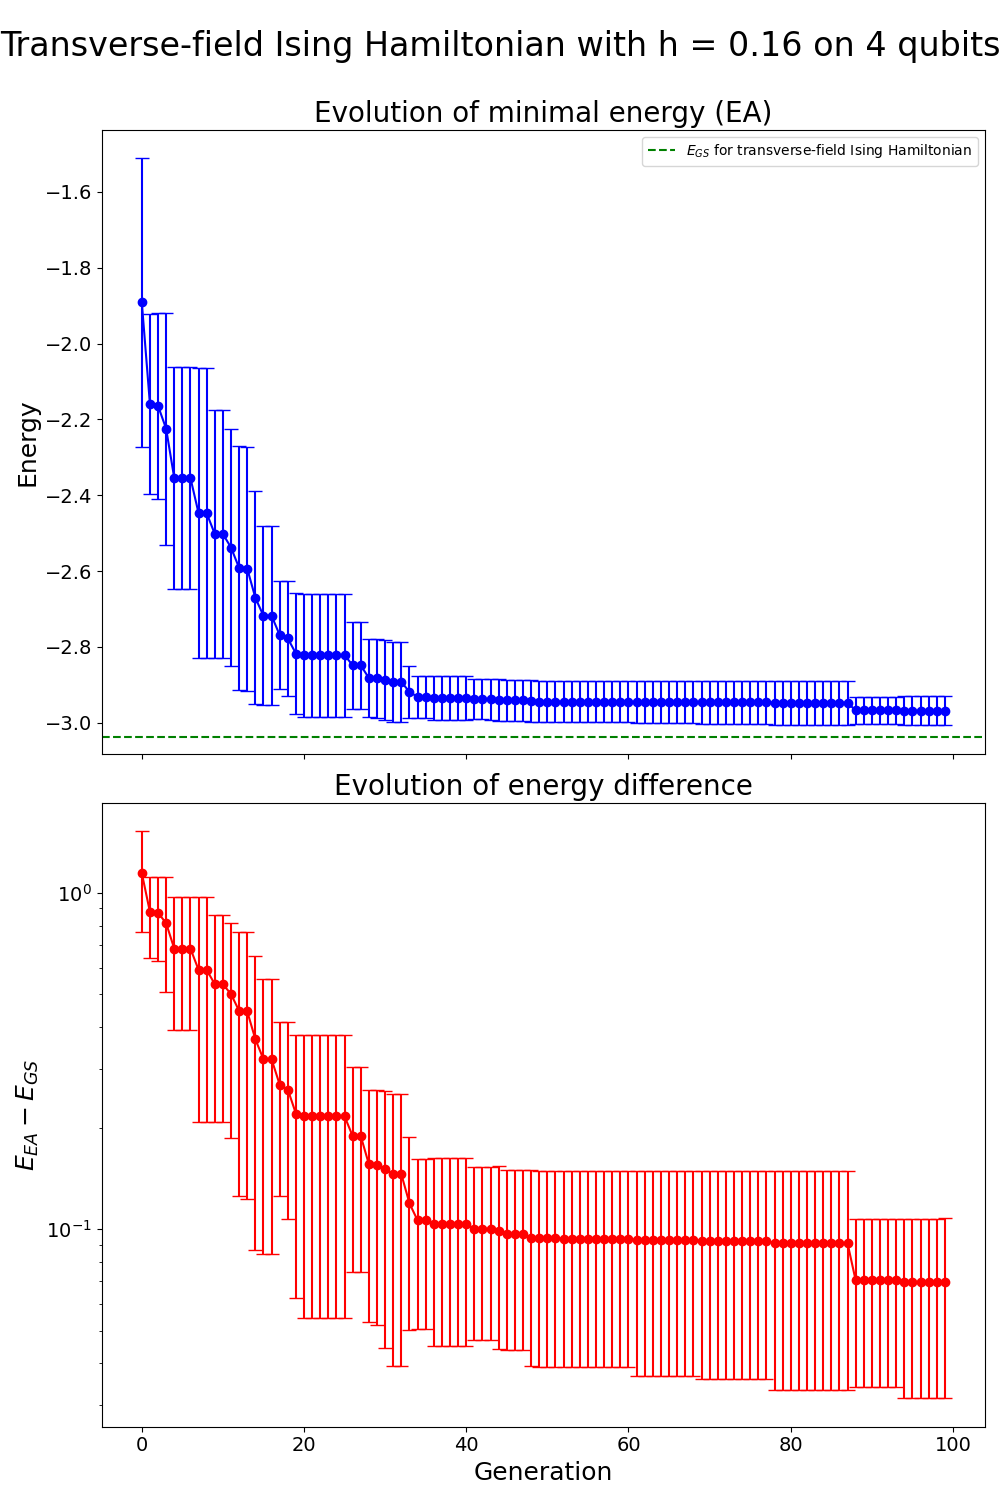 Transverse-field Ising Hamiltonian with h = 0.16 on 4 qubits
Evolution of minimal energy (EA)
E_{GS} for transverse-field Ising Hamiltonian
−1.6
−1.8
−2.0
−2.2
−2.4
−2.6
−2.8
−3.0
Energy
Evolution of energy difference
10^0
10^{-1}
E_{EA} − E_{GS}
0 20 40 60 80 100
Generation